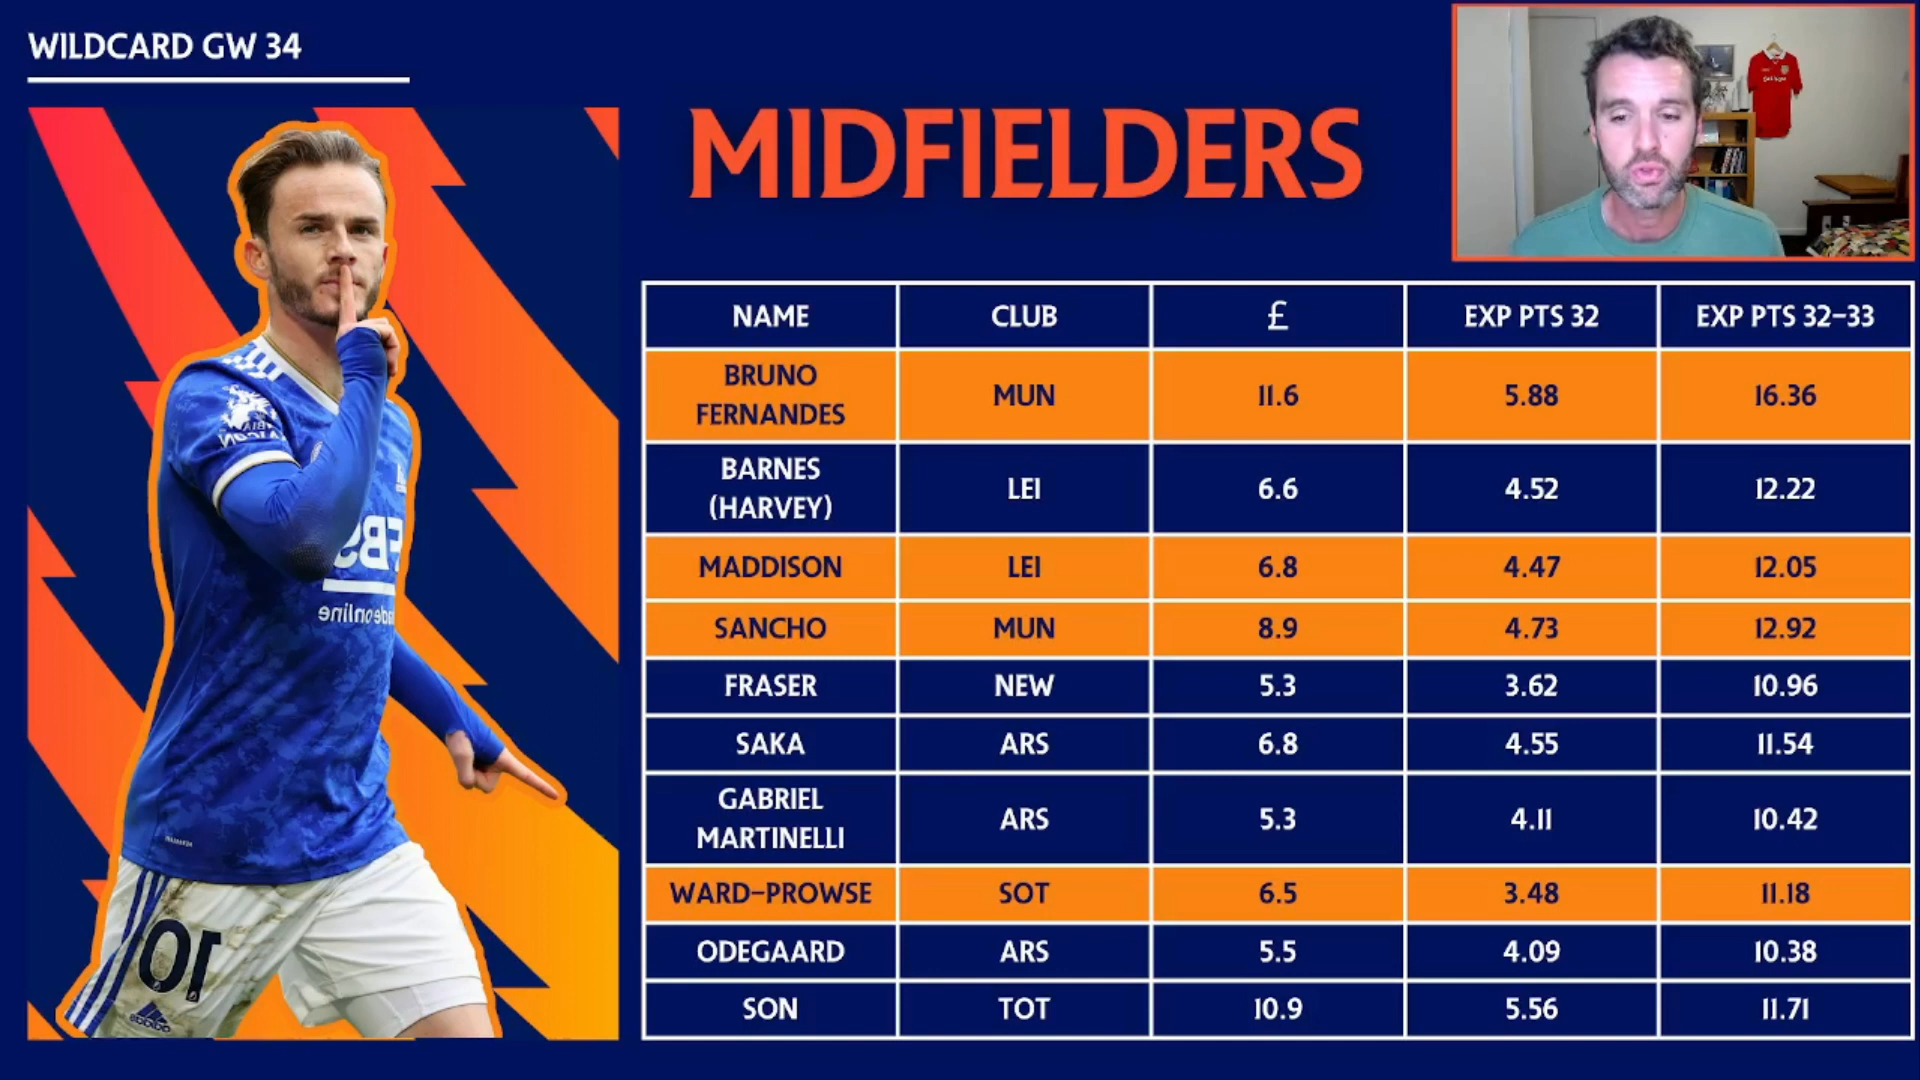 WILDCARD GW 34
MIDFIELDERS
NAME CLUB £ EXP PTS 32 EXP PTS 32-33
BRUNO
FERNANDES MUN 11.6 5.88 16.36
BARNES
(HARVEY) LEI 6.6 4.52 12.22
MADDISON LEI 6.8 4.47 12.05
SANCHO MUN 8.9 4.73 12.92
FRASER NEW 5.3 3.62 10.96
SAKA ARS 6.8 4.55 11.54
GABRIEL
MARTINELLI ARS 5.3 4.11 10.42
WARD-PROWSE SOT 6.5 3.48 11.18
ODEGAARD ARS 5.5 4.09 10.38
SON TOT 10.9 5.56 11.71
FBS
10
adidas